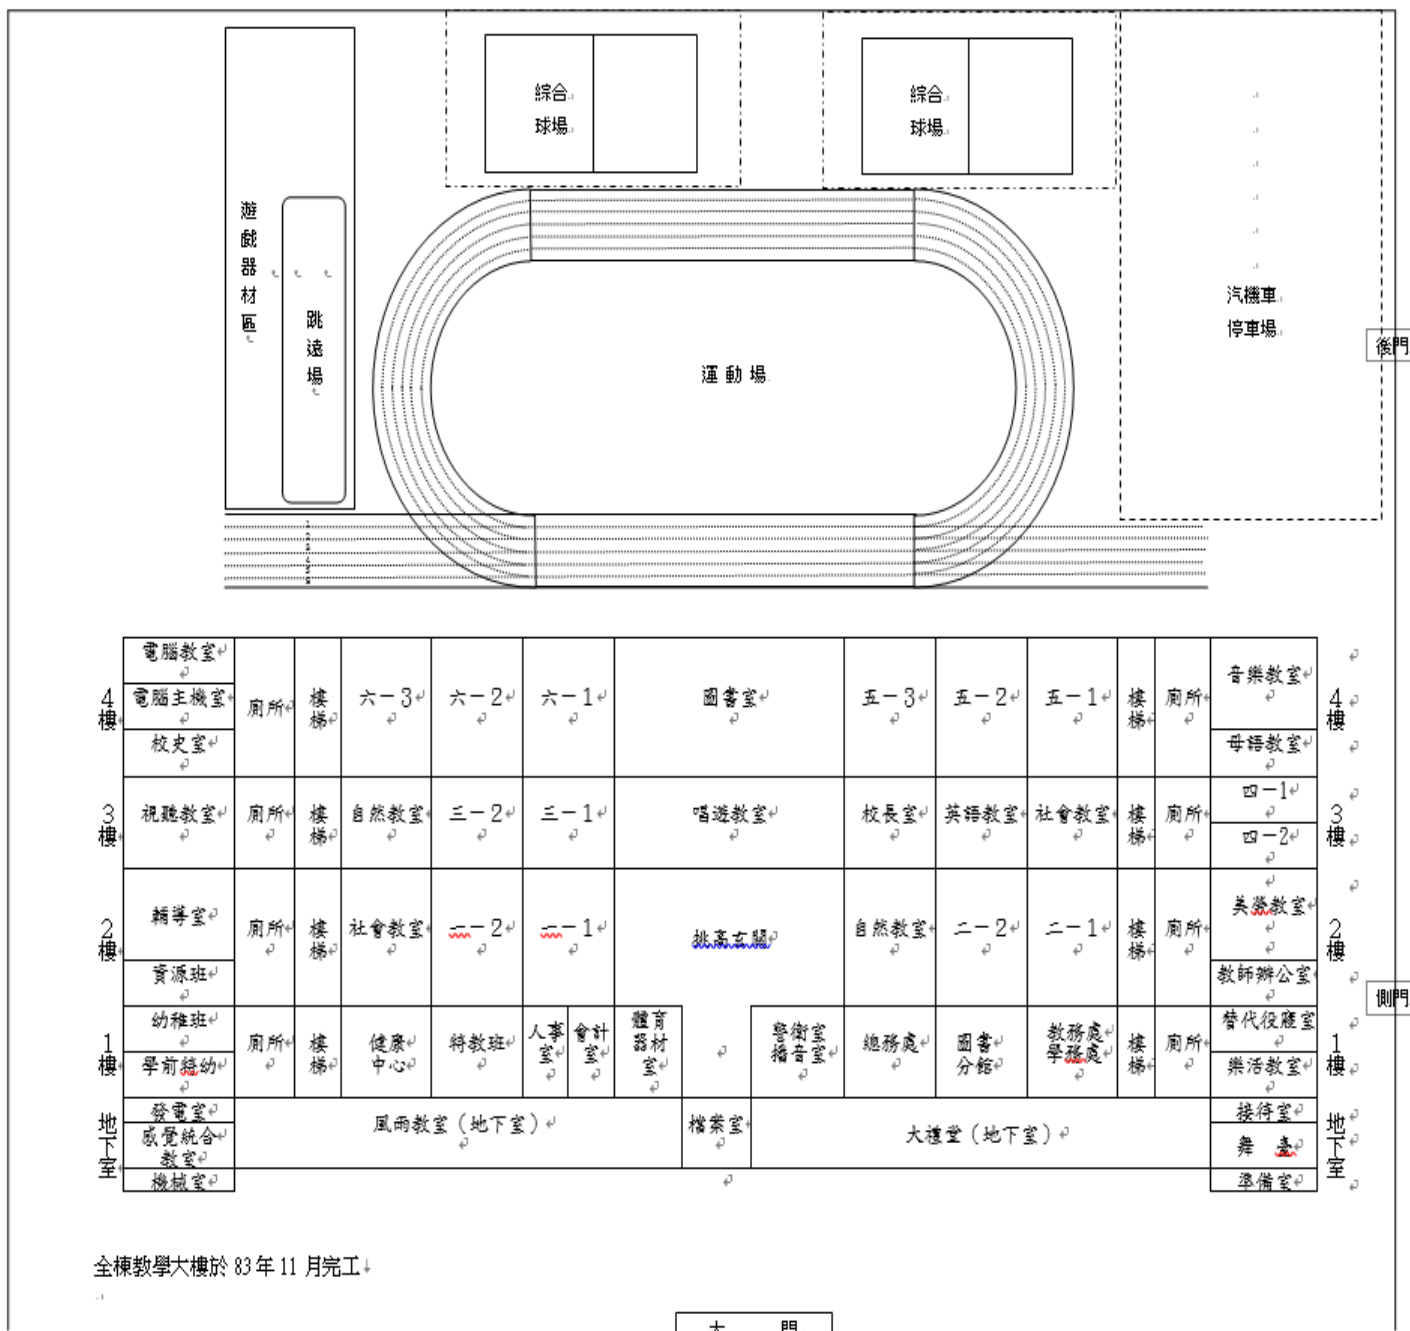 綜合
球場
綜合
球場
遊戲器材區
跳遠場
汽機車
停車場
運動場
後門
4樓
電腦教室
電腦主機室
校史室
廁所
樓梯
六－3
六－2
六－1
圖書室
五－3
五－2
五－1
樓梯
廁所
音樂教室
母語教室
4樓
3樓
視聽教室
廁所
樓梯
自然教室
三－2
三－1
唱遊教室
校長室
英語教室
社會教室
樓梯
廁所
四－1
四－2
3樓
2樓
輔導室
資源班
廁所
樓梯
社會教室
一－2
一－1
挑高玄關
自然教室
二－2
二－1
樓梯
廁所
美勞教室
教師辦公室
2樓
側門
1樓
幼稚班
學前特幼
廁所
樓梯
健康
中心
特教班
人事
室
會計
室
體育
器材
室
警衛室
播音室
總務處
圖書
分館
教務處
學務處
樓梯
廁所
替代役寢室
樂活教室
1樓
地下室
發電室
感覺統合
教室
機械室
風雨教室（地下室）
檔案室
大禮堂（地下室）
接待室
舞　臺
準備室
地下室
全棟教學大樓於 83 年 11 月完工
大　門